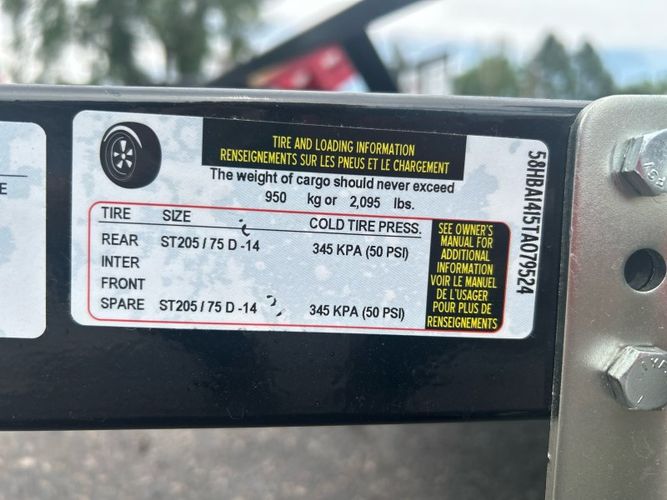 E
TIRE AND LOADING INFORMATION
RENSEIGNEMENTS SUR LES PNEUS ET LE CHARGEMENT
The weight of cargo should never exceed
950 kg or 2,095 lbs.
TIRE SIZE COLD TIRE PRESS.
REAR ST205 / 75 D -14 345 KPA (50 PSI)
INTER
FRONT
SPARE ST205 / 75 D -14 345 KPA (50 PSI)
SEE OWNER'S
MANUAL FOR
ADDITIONAL
INFORMATION
VOIR LE MANUEL
DE L'USAGER
POUR PLUS DE
RENSEIGNEMENTS
58HBA1415TA079524